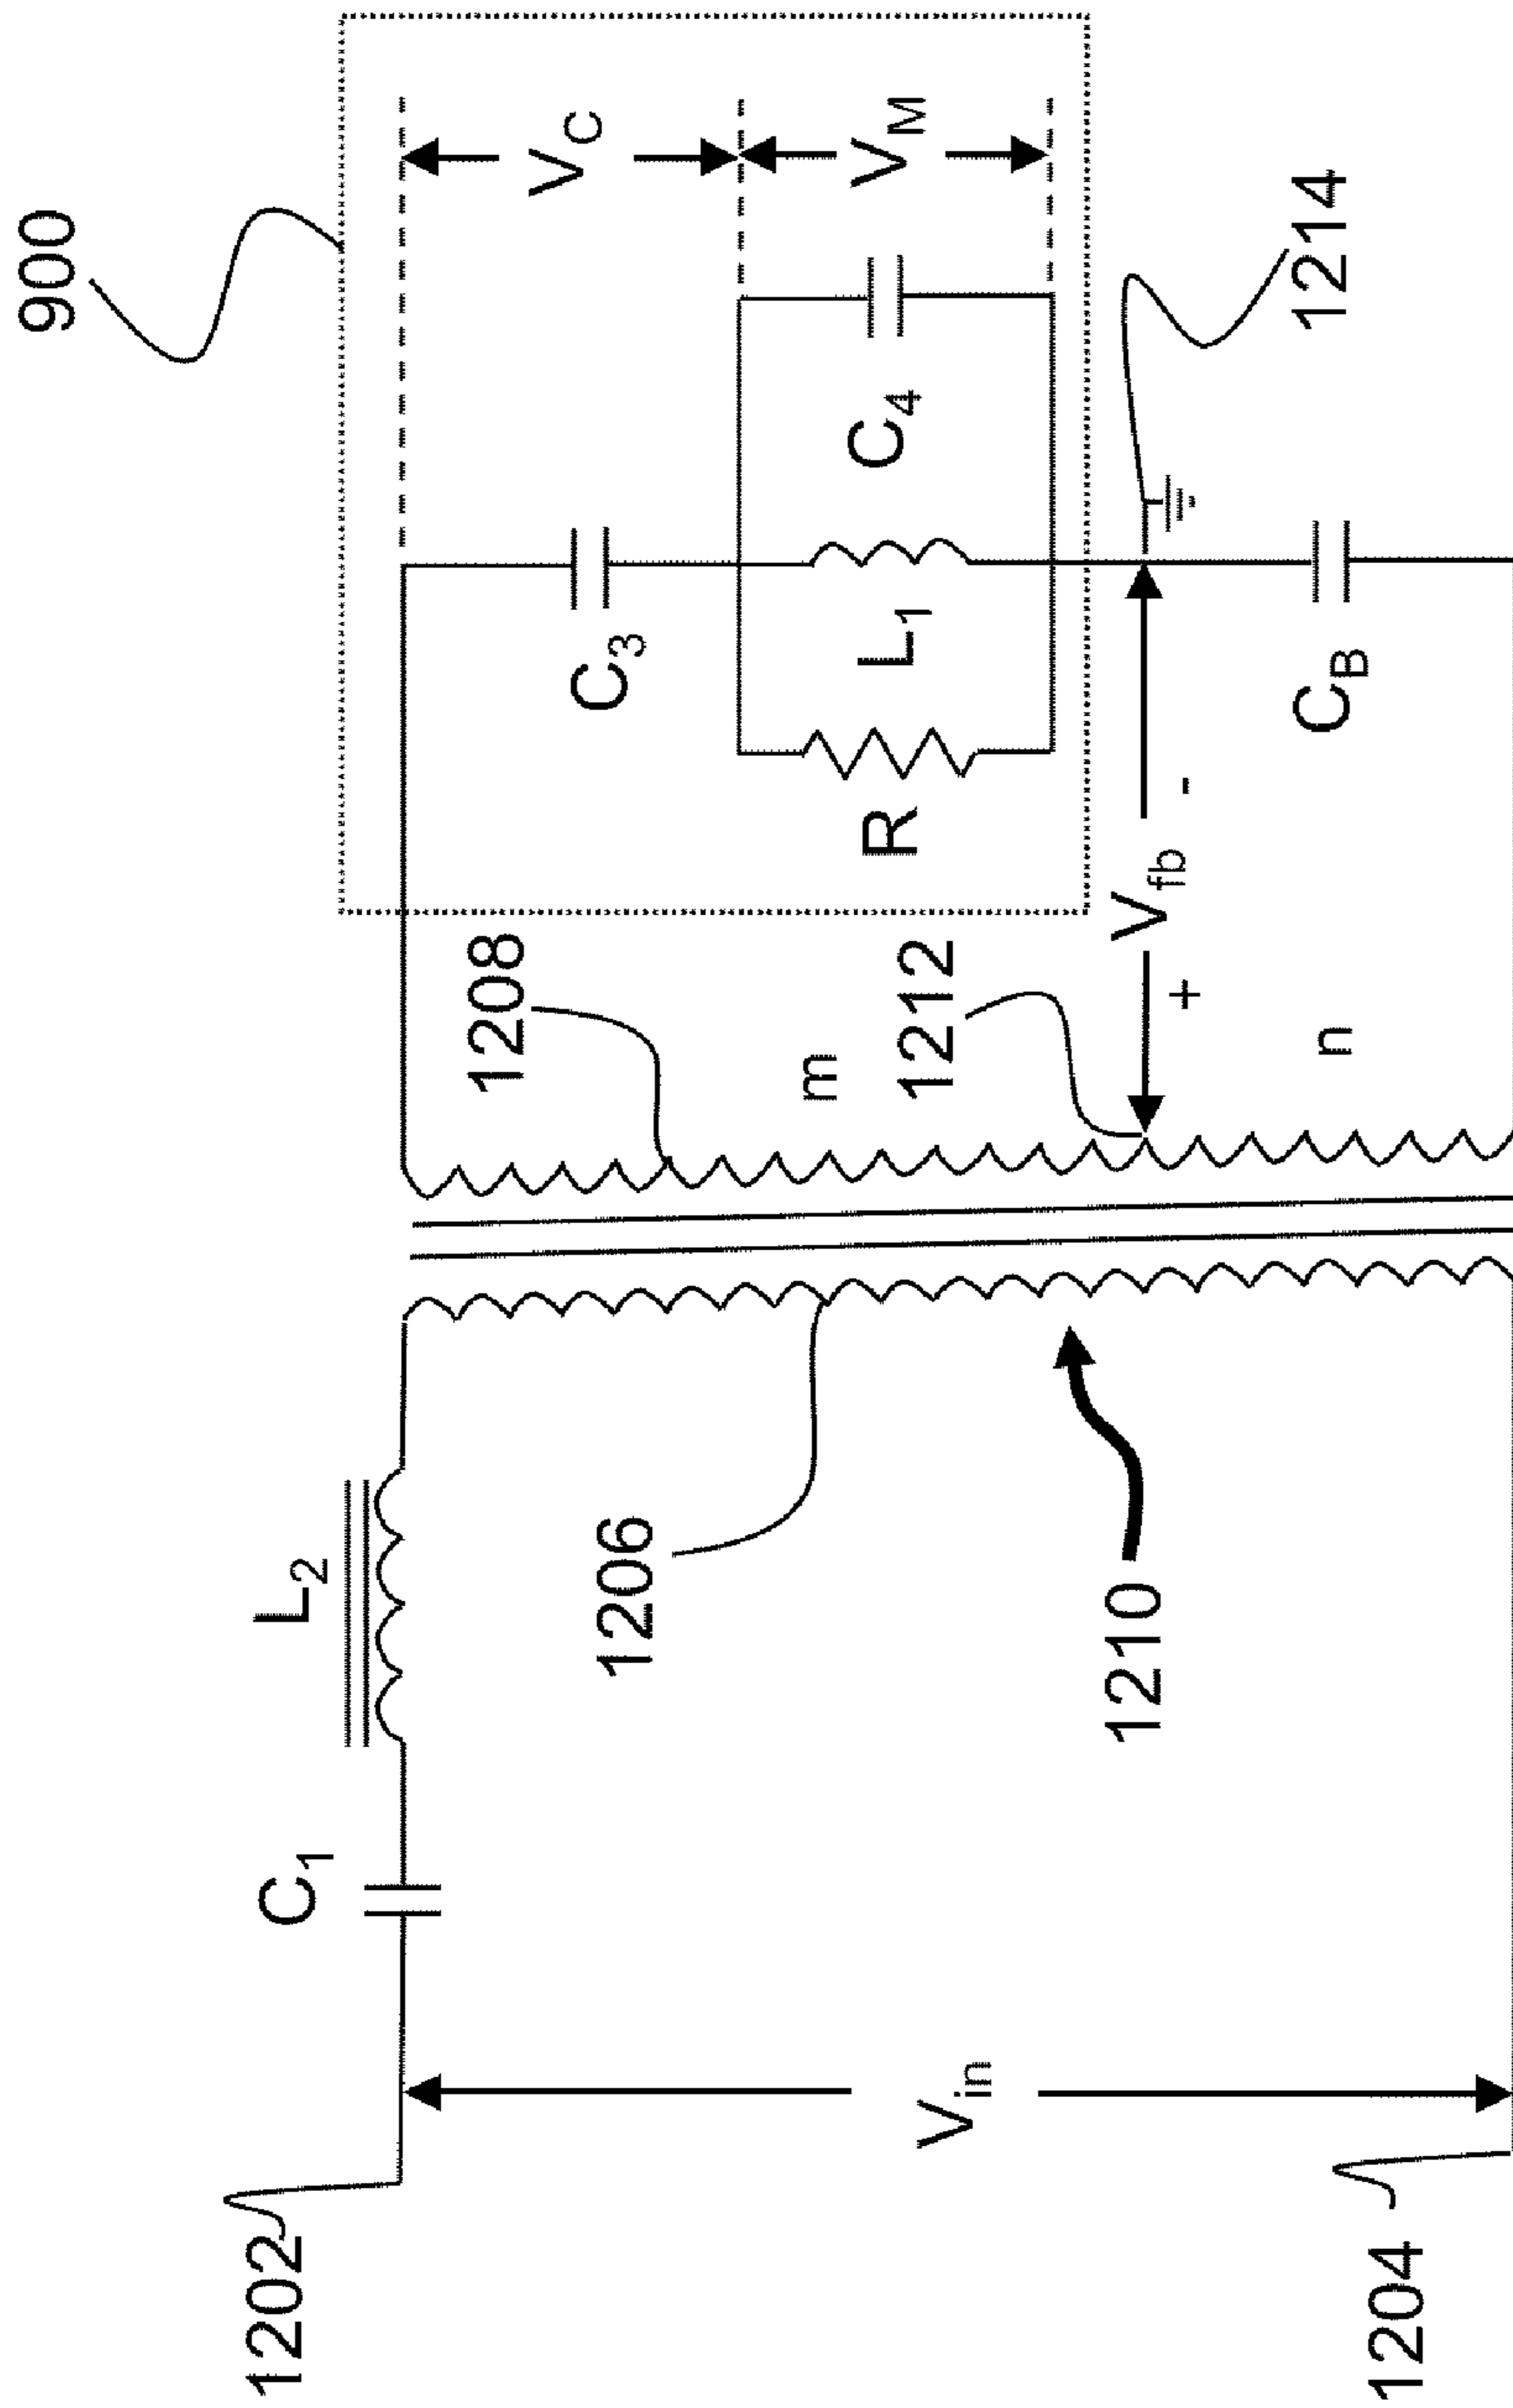 900
V_C
V_M
C_3
C_4
L_1
R
1214
C_B
V_fb
+
-
1208
m
1212
n
L_2
1206
1210
C_1
V_in
1202
1204